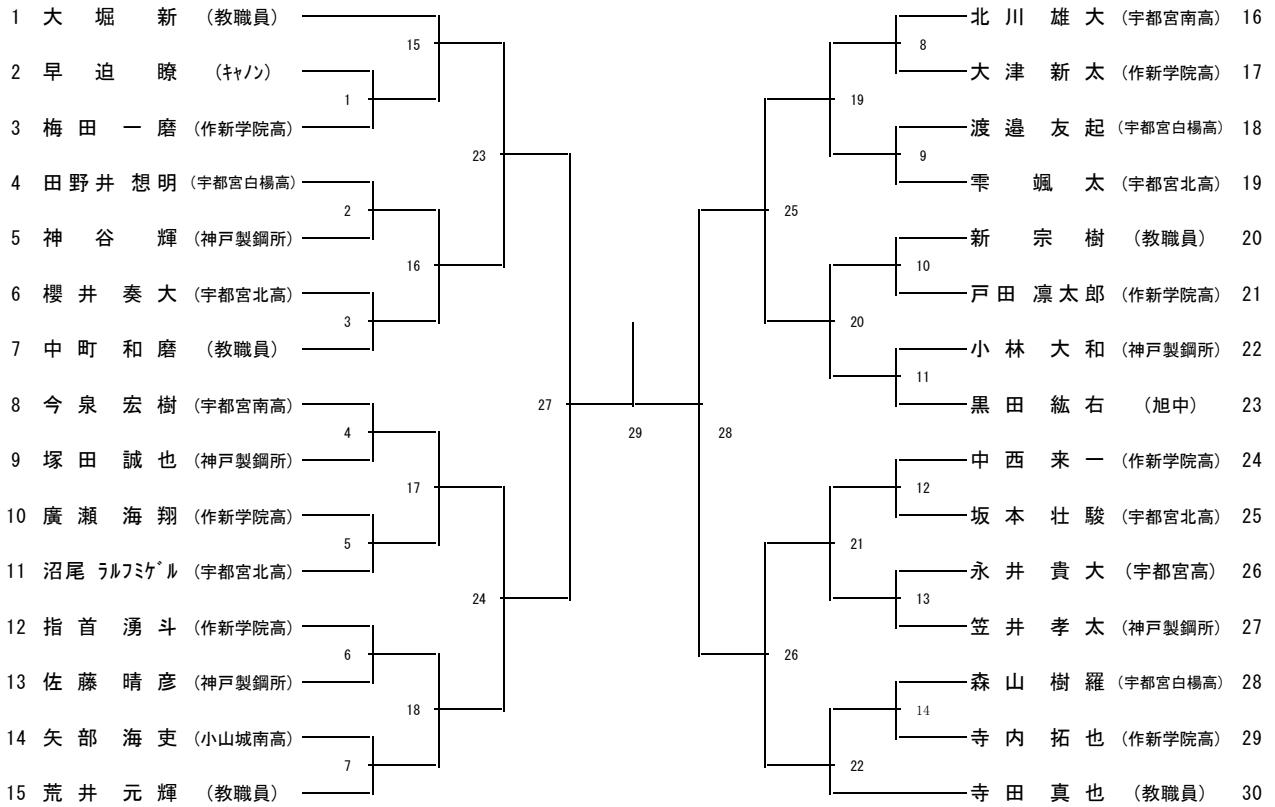 1 大堀 新 (教職員)
2 早迫 瞭 (ｷｬﾉﾝ)
3 梅田 一磨 (作新学院高)
4 田野井 想明 (宇都宮白楊高)
5 神谷 輝 (神戸製鋼所)
6 櫻井 奏大 (宇都宮北高)
7 中町 和磨 (教職員)
8 今泉 宏樹 (宇都宮南高)
9 塚田 誠也 (神戸製鋼所)
10 廣瀬 海翔 (作新学院高)
11 沼尾 ﾗﾙﾌﾐｹﾞﾙ (宇都宮北高)
12 指首 湧斗 (作新学院高)
13 佐藤 晴彦 (神戸製鋼所)
14 矢部 海吏 (小山城南高)
15 荒井 元輝 (教職員)
1
2
3
4
5
6
7
15
16
17
18
23
24
27
29
28
25
26
19
20
21
22
8
9
10
11
12
13
14
北川 雄大 (宇都宮南高) 16
大津 新太 (作新学院高) 17
渡邉 友起 (宇都宮白楊高) 18
雫 颯太 (宇都宮北高) 19
新 宗樹 (教職員) 20
戸田 凛太郎 (作新学院高) 21
小林 大和 (神戸製鋼所) 22
黒田 紘右 (旭中) 23
中西 来一 (作新学院高) 24
坂本 壮駿 (宇都宮北高) 25
永井 貴大 (宇都宮高) 26
笠井 孝太 (神戸製鋼所) 27
森山 樹羅 (宇都宮白楊高) 28
寺内 拓也 (作新学院高) 29
寺田 真也 (教職員) 30